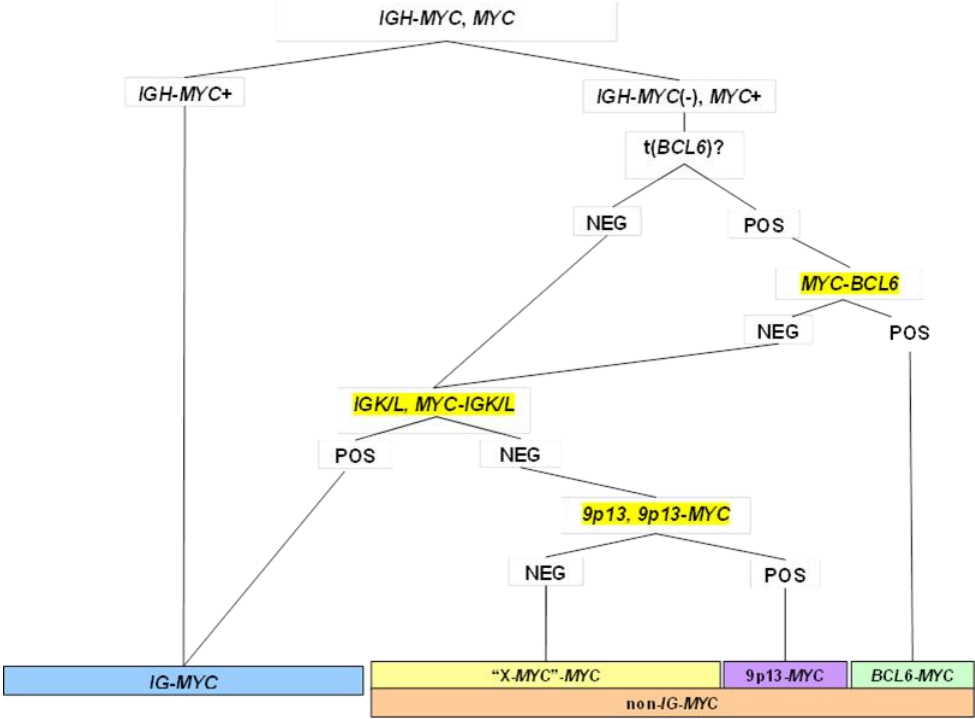 IGH-MYC, MYC
IGH-MYC+
IGH-MYC(-), MYC+
t(BCL6)?
NEG
POS
MYC-BCL6
NEG
POS
IGK/L, MYC-IGK/L
POS
NEG
9p13, 9p13-MYC
NEG
POS
IG-MYC
“X-MYC”-MYC
9p13-MYC
BCL6-MYC
non-IG-MYC